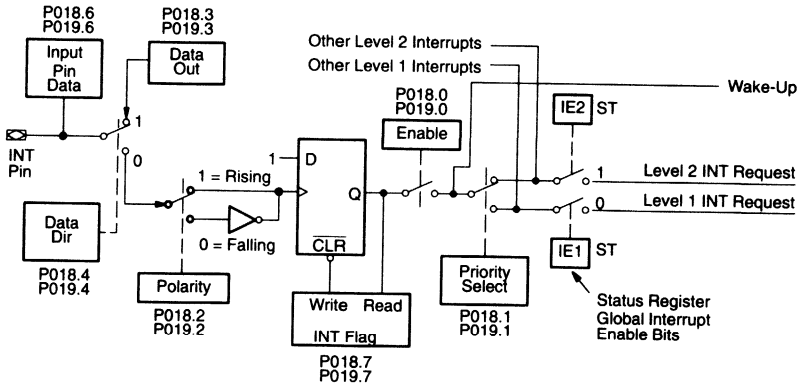 P018.6
P019.6
Input
Pin
Data
P018.3
P019.3
Data
Out
Other Level 2 Interrupts
Other Level 1 Interrupts
Wake-Up
P018.0
P019.0
Enable
IE2 ST
1
0
INT
Pin
1 D
Q
CLR
1 = Rising
0 = Falling
1
Level 2 INT Request
0
Level 1 INT Request
Data
Dir
P018.4
P019.4
Polarity
P018.2
P019.2
Write Read
INT Flag
P018.7
P019.7
Priority
Select
P018.1
P019.1
IE1 ST
Status Register
Global Interrupt
Enable Bits